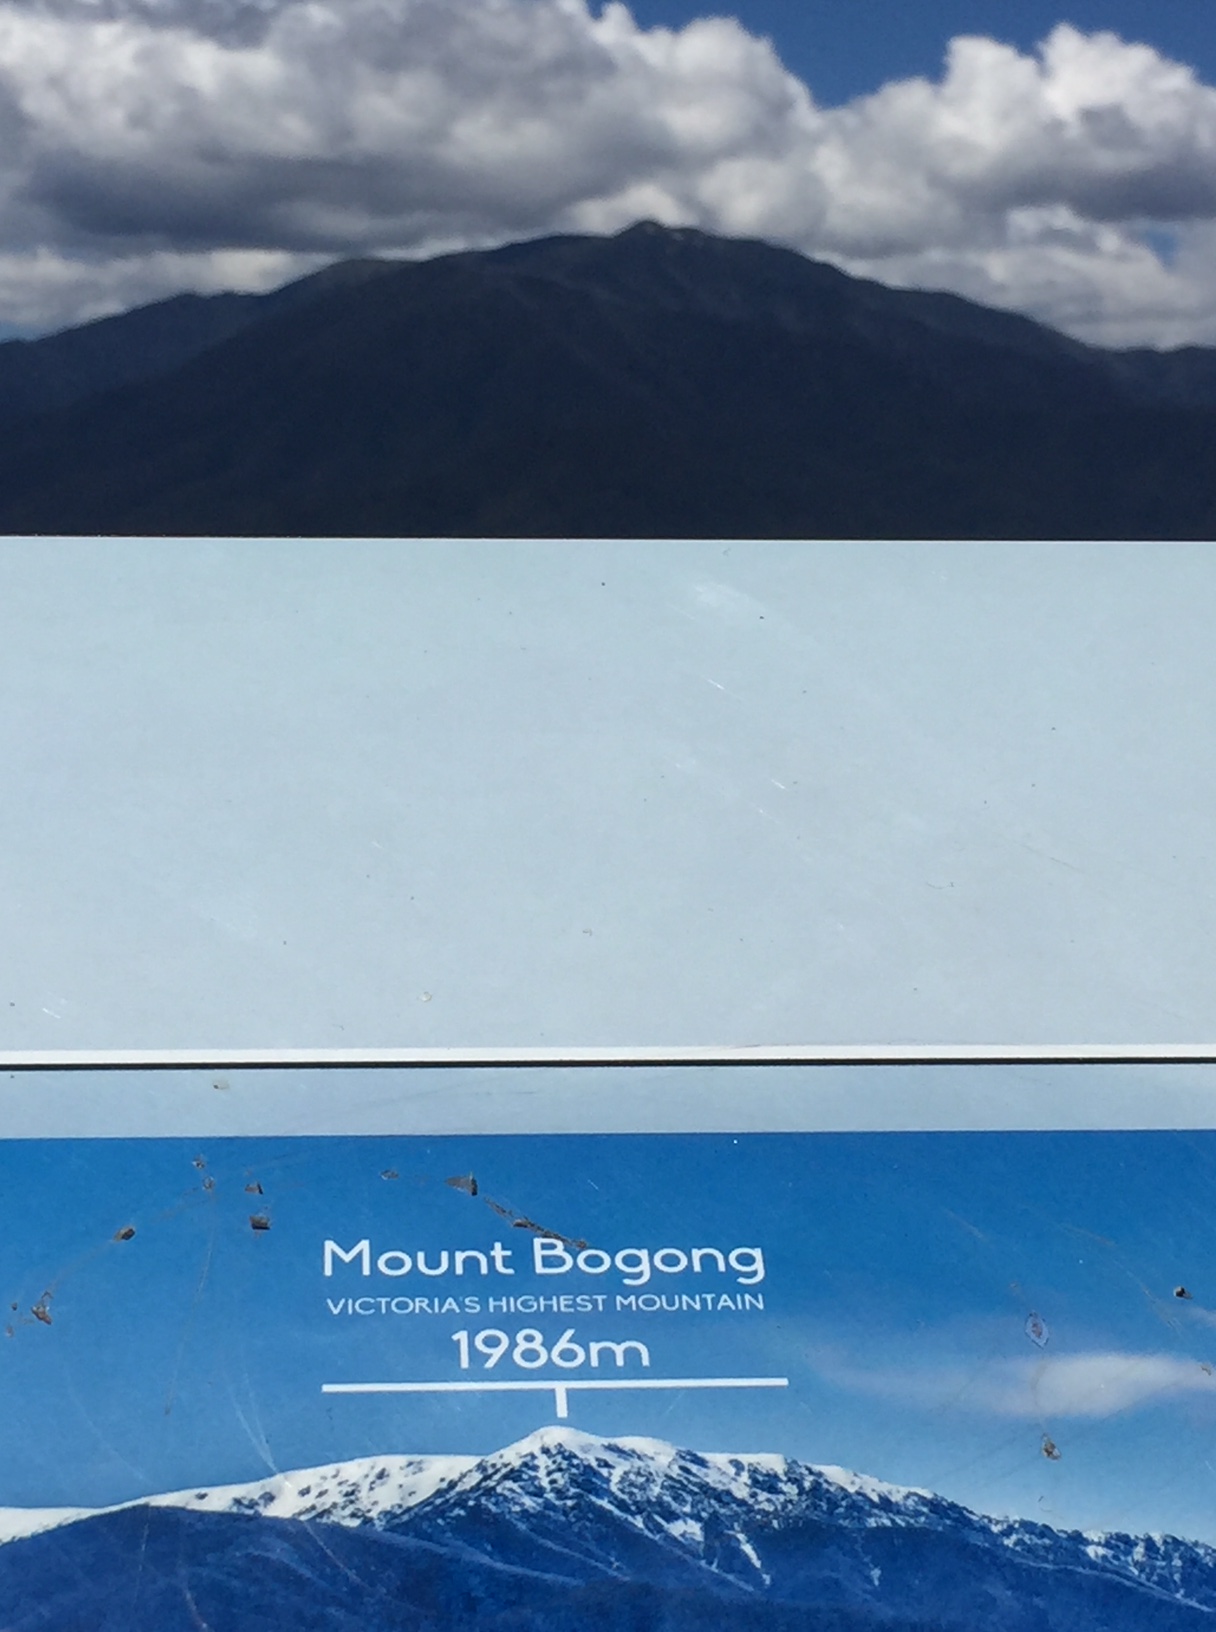 Mount Bogong
VICTORIA'S HIGHEST MOUNTAIN
1986m